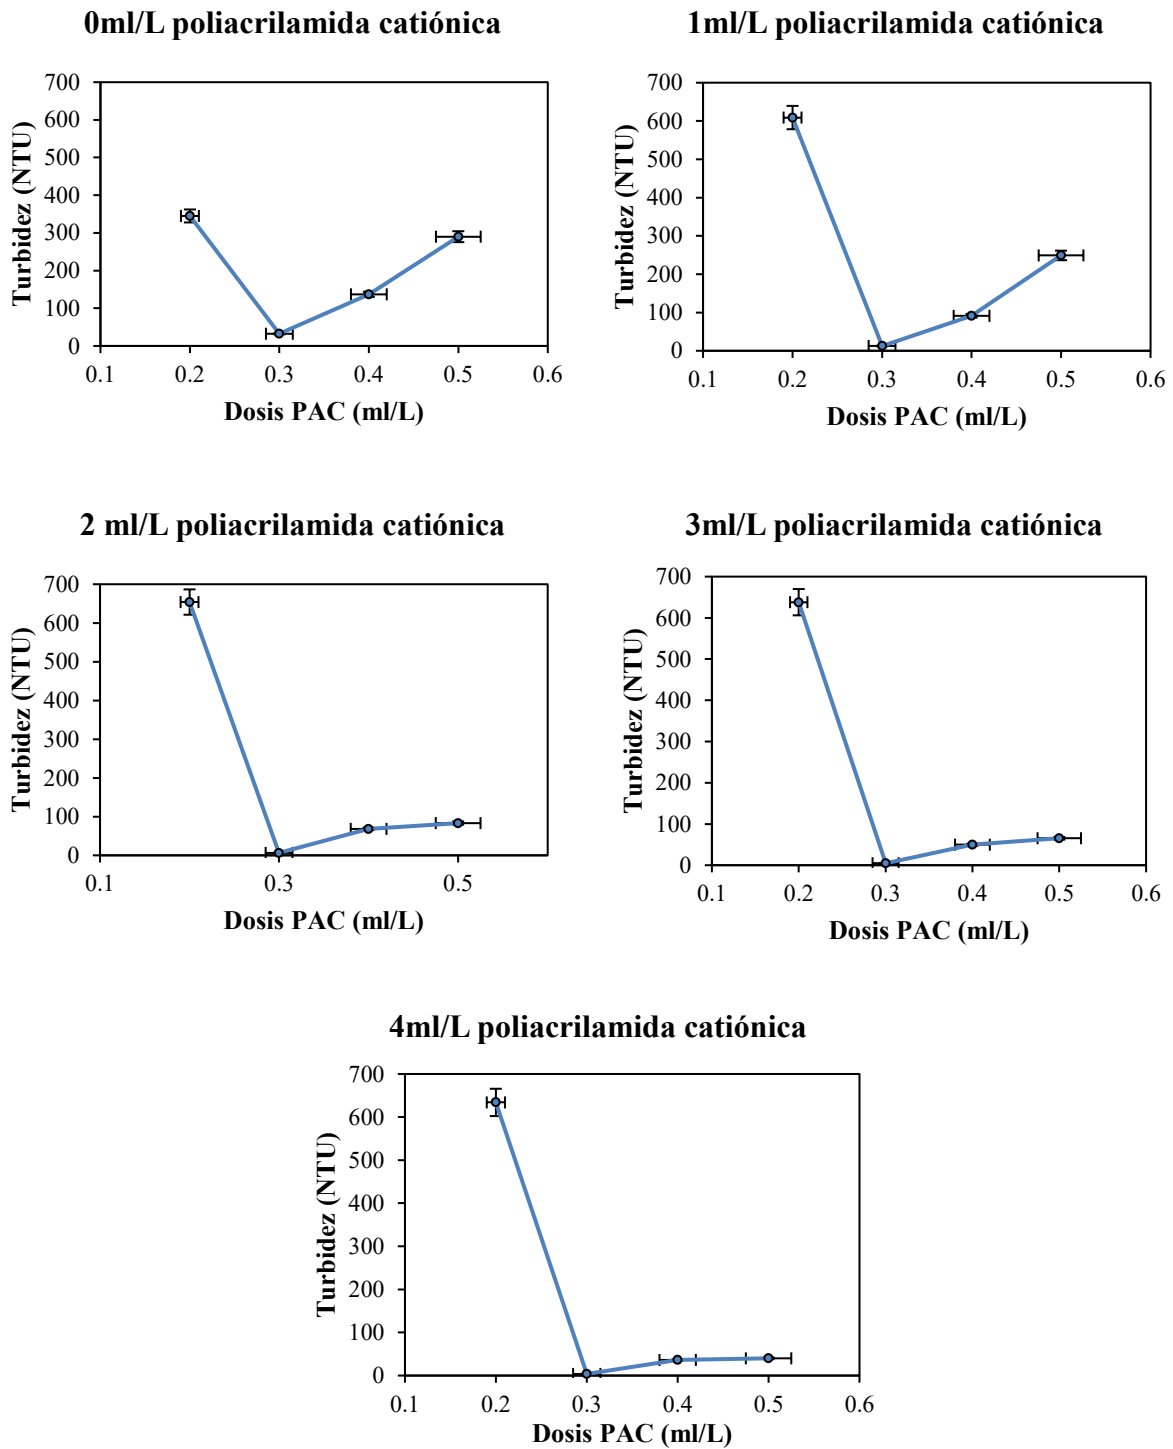 0ml/L poliacrilamida catiónica
700
600
500
400
300
200
100
0
0.1 0.2 0.3 0.4 0.5 0.6
Turbidez (NTU)
Dosis PAC (ml/L)
1ml/L poliacrilamida catiónica
700
600
500
400
300
200
100
0
0.1 0.2 0.3 0.4 0.5 0.6
Turbidez (NTU)
Dosis PAC (ml/L)
2 ml/L poliacrilamida catiónica
700
600
500
400
300
200
100
0
0.1 0.3 0.5
Turbidez (NTU)
Dosis PAC (ml/L)
3ml/L poliacrilamida catiónica
700
600
500
400
300
200
100
0
0.1 0.2 0.3 0.4 0.5 0.6
Turbidez (NTU)
Dosis PAC (ml/L)
4ml/L poliacrilamida catiónica
700
600
500
400
300
200
100
0
0.1 0.2 0.3 0.4 0.5 0.6
Turbidez (NTU)
Dosis PAC (ml/L)